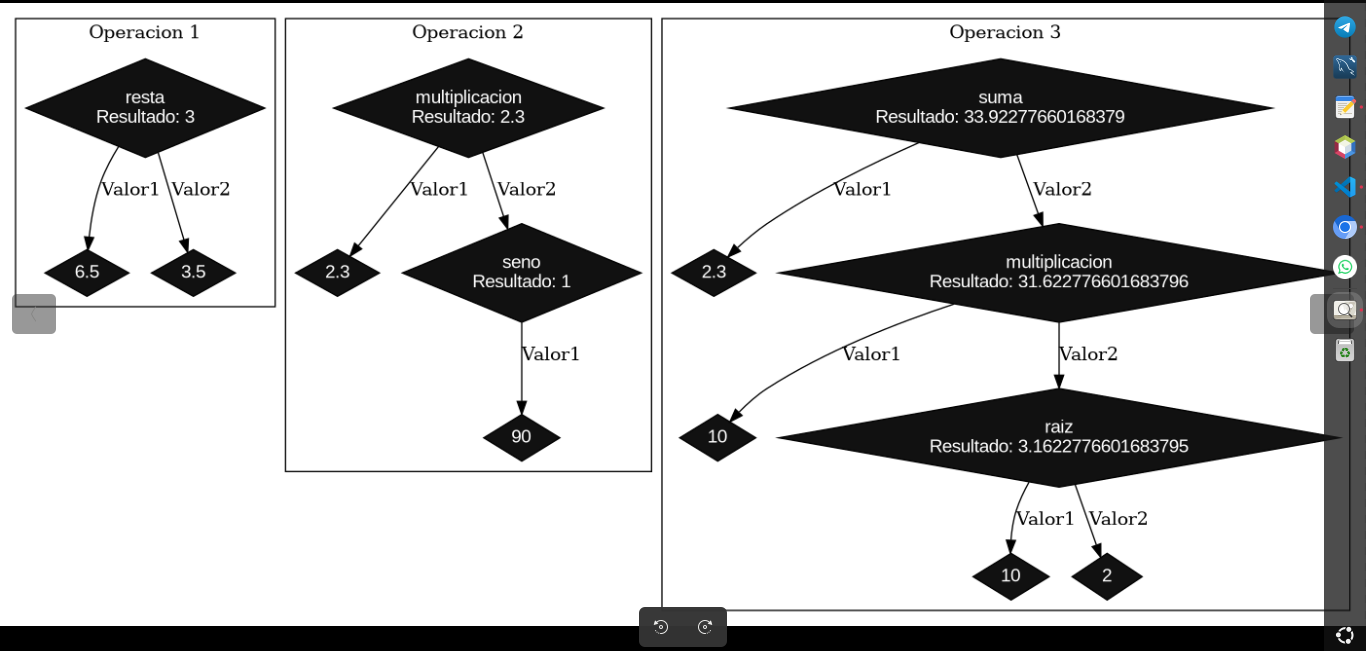 Operacion 1
resta
Resultado: 3
Valor1
Valor2
6.5
3.5
Operacion 2
multiplicacion
Resultado: 2.3
Valor1
Valor2
2.3
seno
Resultado: 1
Valor1
90
Operacion 3
suma
Resultado: 33.92277660168379
Valor1
Valor2
2.3
multiplicacion
Resultado: 31.622776601683796
Valor1
Valor2
10
raiz
Resultado: 3.1622776601683795
Valor1
Valor2
10
2